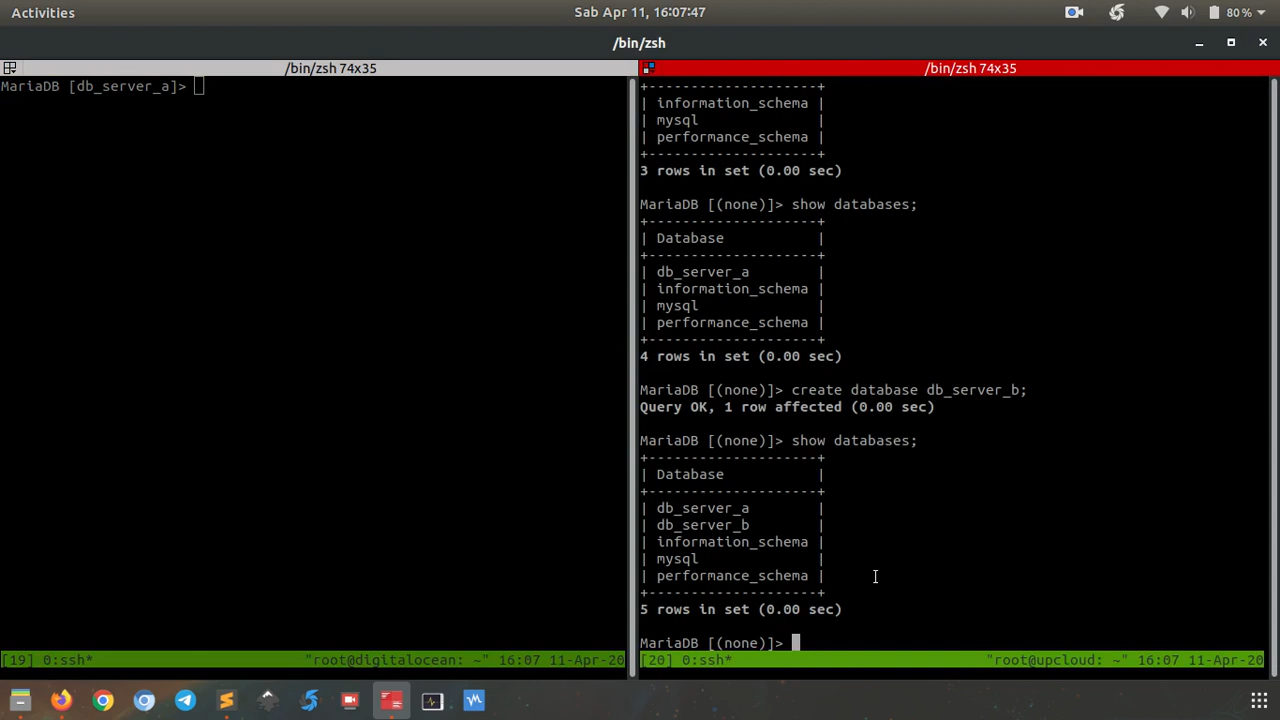 Activities
Sab Apr 11, 16:07:47
80%
/bin/zsh
/bin/zsh 74x35
MariaDB [db_server_a]>
[19] 0:ssh*
"root@digitalocean: ~" 16:07 11-Apr-20
/bin/zsh 74x35
+--------------------+
| information_schema |
| mysql              |
| performance_schema |
+--------------------+
3 rows in set (0.00 sec)
MariaDB [(none)]> show databases;
+--------------------+
| Database           |
+--------------------+
| db_server_a        |
| information_schema |
| mysql              |
| performance_schema |
+--------------------+
4 rows in set (0.00 sec)
MariaDB [(none)]> create database db_server_b;
Query OK, 1 row affected (0.00 sec)
MariaDB [(none)]> show databases;
+--------------------+
| Database           |
+--------------------+
| db_server_a        |
| db_server_b        |
| information_schema |
| mysql              |
| performance_schema |
+--------------------+
5 rows in set (0.00 sec)
MariaDB [(none)]>
[20] 0:ssh*
"root@upcloud: ~" 16:07 11-Apr-20